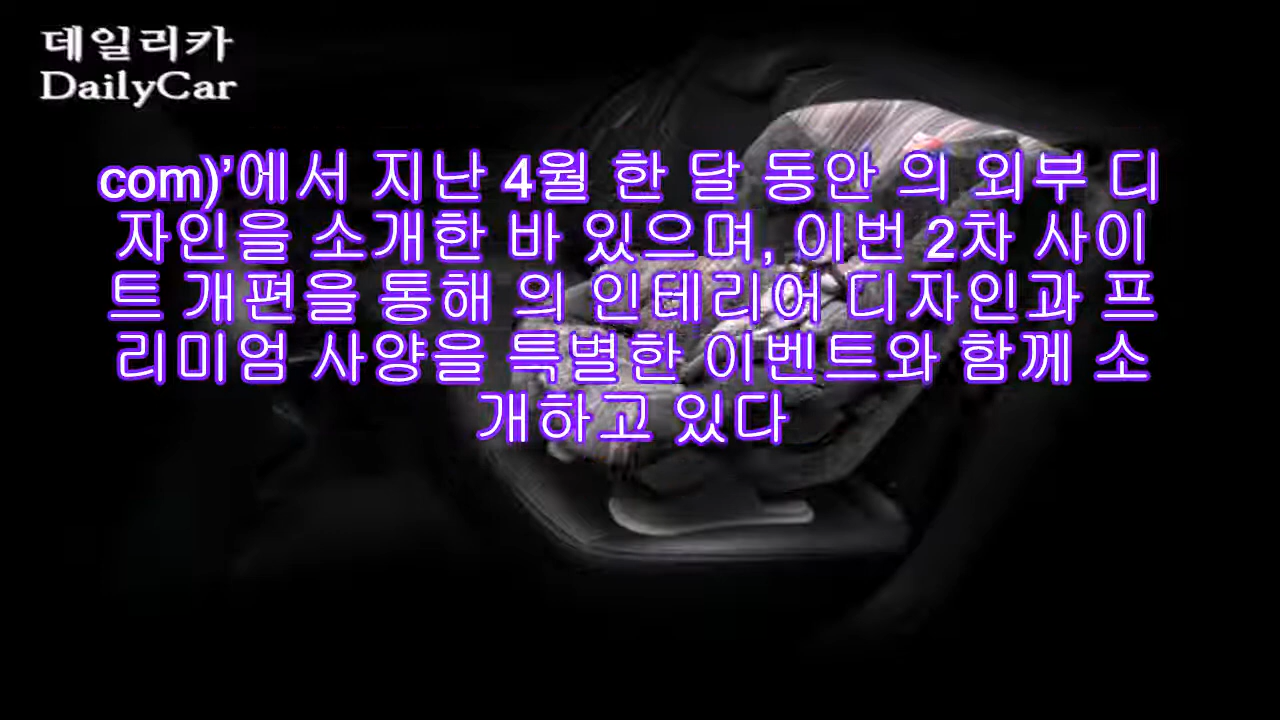 데일리카
DailyCar
com)’에서 지난 4월 한 달 동안 의 외부 디
자인을 소개한 바 있으며, 이번 2차 사이
트 개편을 통해 의 인테리어 디자인과 프
리미엄 사양을 특별한 이벤트와 함께 소
개하고 있다